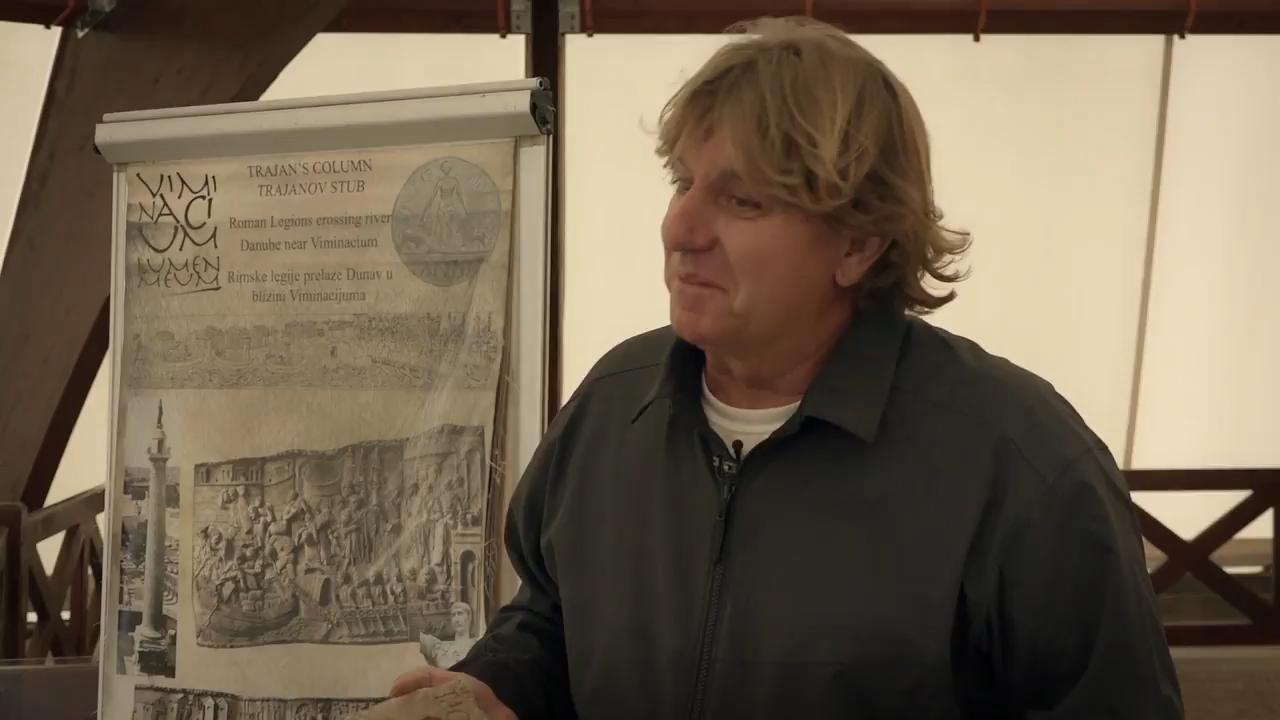 VIMI
NACI
UM
LUMEN
MEUM
TRAJAN'S COLUMN
TRAJANOV STUB
Roman Legions erossing river
Danube near Viminacium
Rimske legije prelaze Dunav u
blizini Viminacijuma